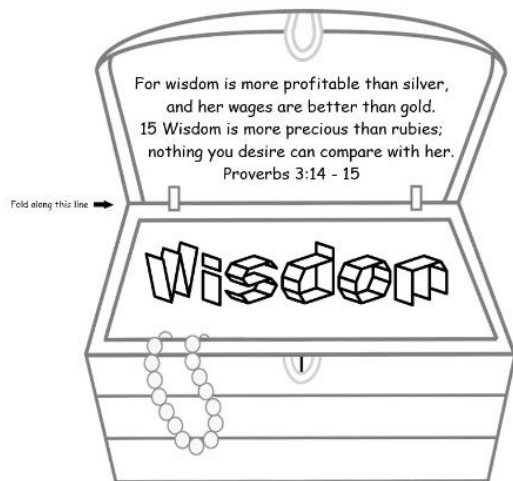 For wisdom is more profitable than silver,
and her wages are better than gold.
15 Wisdom is more precious than rubies;
nothing you desire can compare with her.
Proverbs 3:14 - 15
Fold along this line
Wisdom